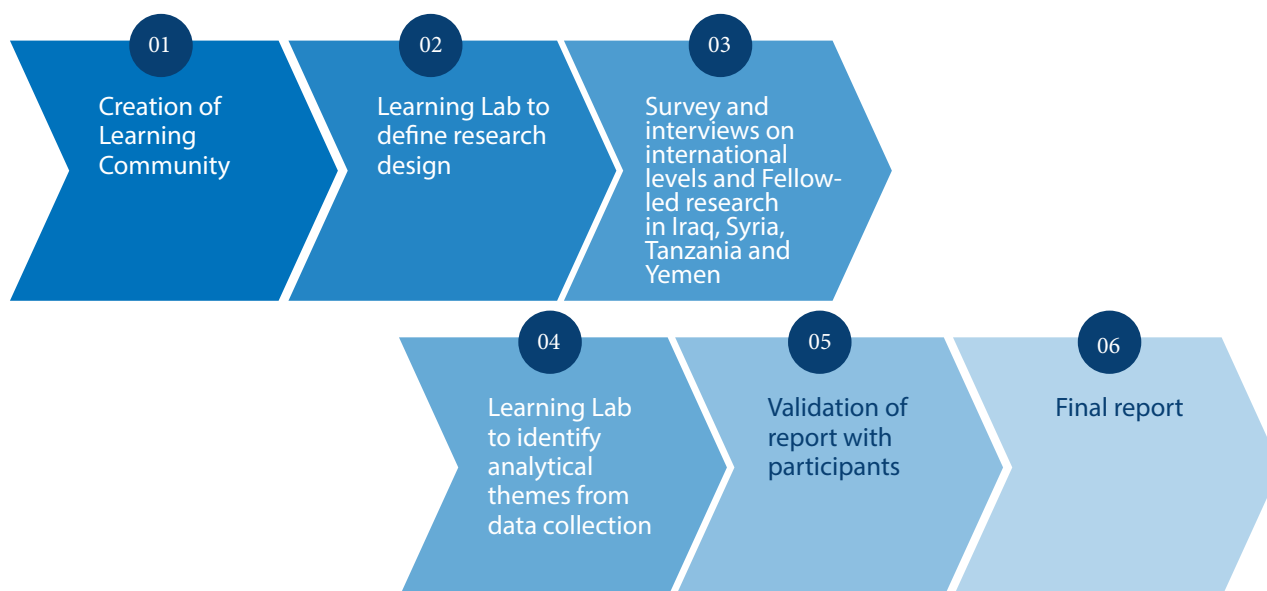 01
Creation of
Learning
Community
02
Learning Lab to
define research
design
03
Survey and
interviews on
international
levels and Fellow-
led research
in Iraq, Syria,
Tanzania and
Yemen
04
Learning Lab
to identify
analytical
themes from
data collection
05
Validation of
report with
participants
06
Final report